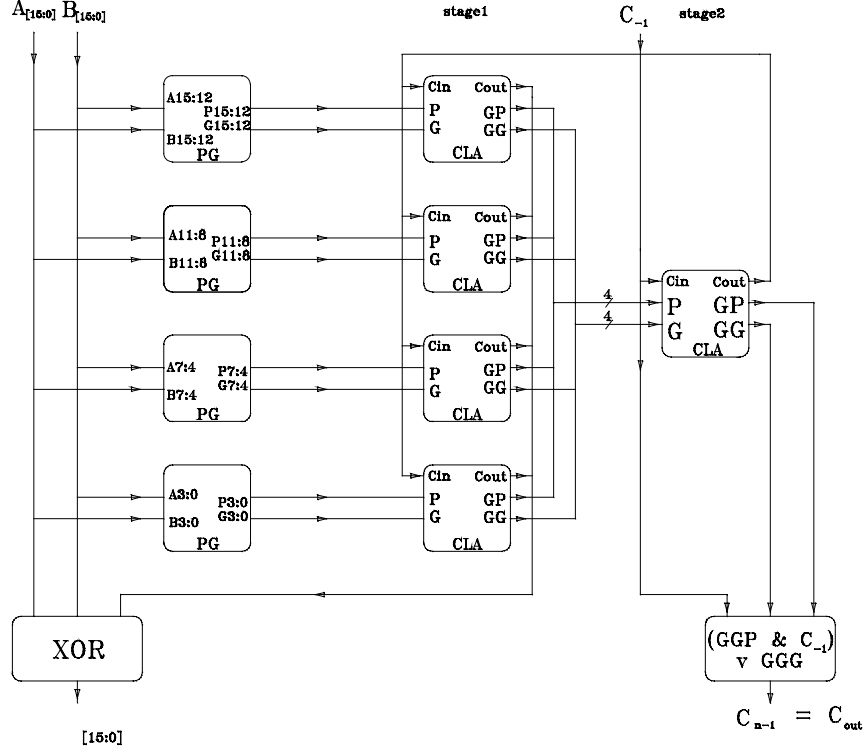 A[15:0] B[15:0] stage1 C-1 stage2
A15:12
P15:12
G15:12
B15:12
PG
Cin Cout
P GP
G GG
CLA
A11:8
P11:8
G11:8
B11:8
PG
Cin Cout
P GP
G GG
CLA
Cin Cout
P GP
G GG
CLA
4
4
A7:4
P7:4
G7:4
B7:4
PG
Cin Cout
P GP
G GG
CLA
A3:0
P3:0
G3:0
B3:0
PG
Cin Cout
P GP
G GG
CLA
XOR
(GGP & C-1)
v GGG
Cn-1 = Cout
[15:0]